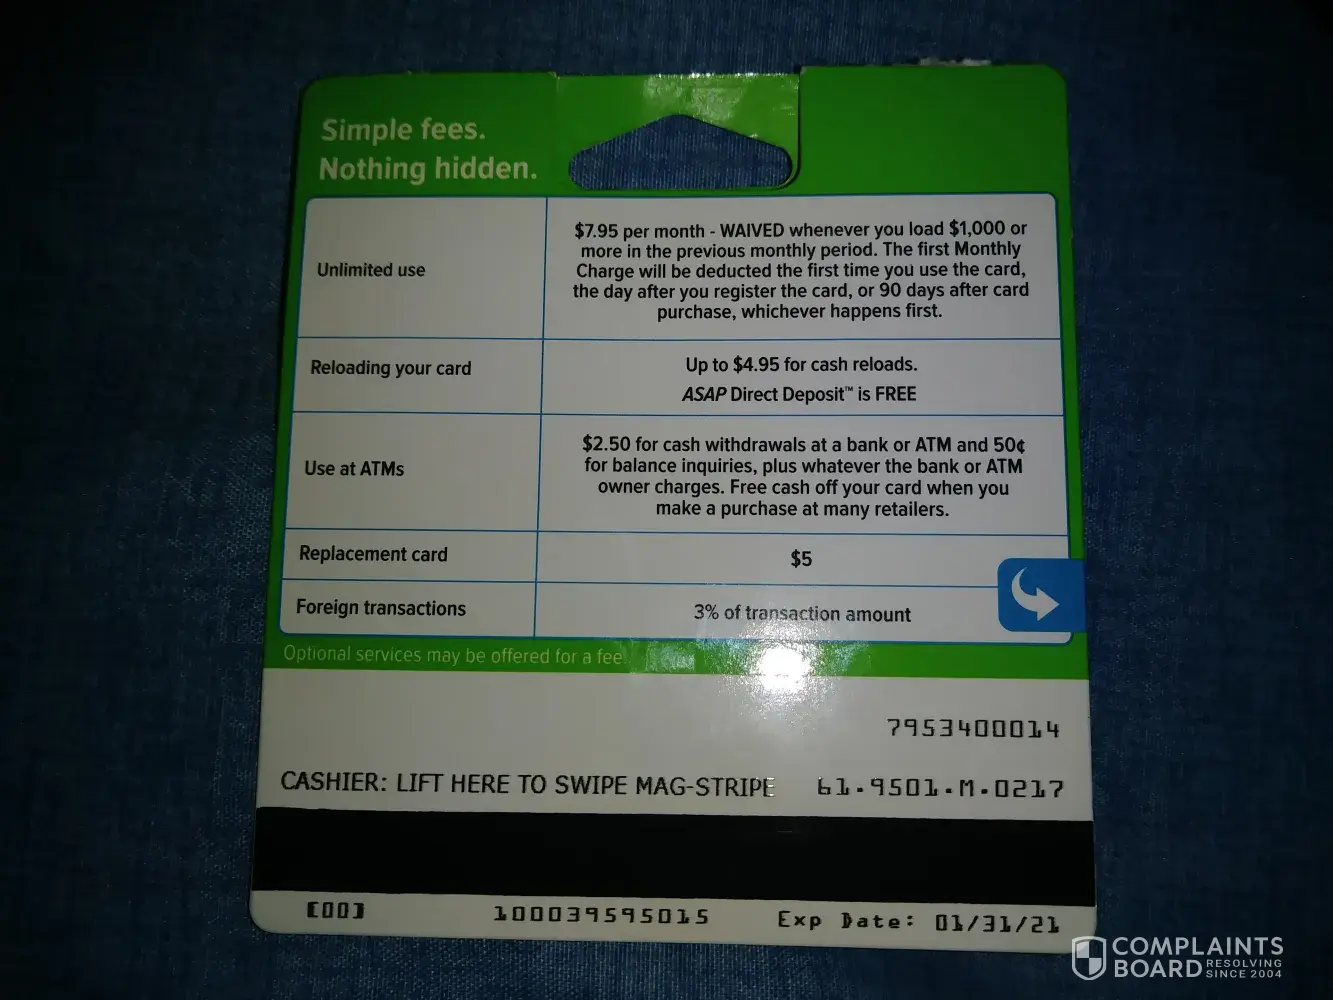 Simple fees.
Nothing hidden.
Unlimited use
$7.95 per month - WAIVED whenever you load $1,000 or
more in the previous monthly period. The first Monthly
Charge will be deducted the first time you use the card,
the day after you register the card, or 90 days after card
purchase, whichever happens first.
Reloading your card
Up to $4.95 for cash reloads.
ASAP Direct Deposit™ is FREE
Use at ATMs
$2.50 for cash withdrawals at a bank or ATM and 50¢
for balance inquiries, plus whatever the bank or ATM
owner charges. Free cash off your card when you
make a purchase at many retailers.
Replacement card
$5
Foreign transactions
3% of transaction amount
Optional services may be offered for a fee.
7953400014
CASHIER: LIFT HERE TO SWIPE MAG-STRIPE 61.9501.M.0217
[00] 100039595015 Exp Date: 01/31/21
COMPLAINTS
BOARD RESOLVING
SINCE 2004